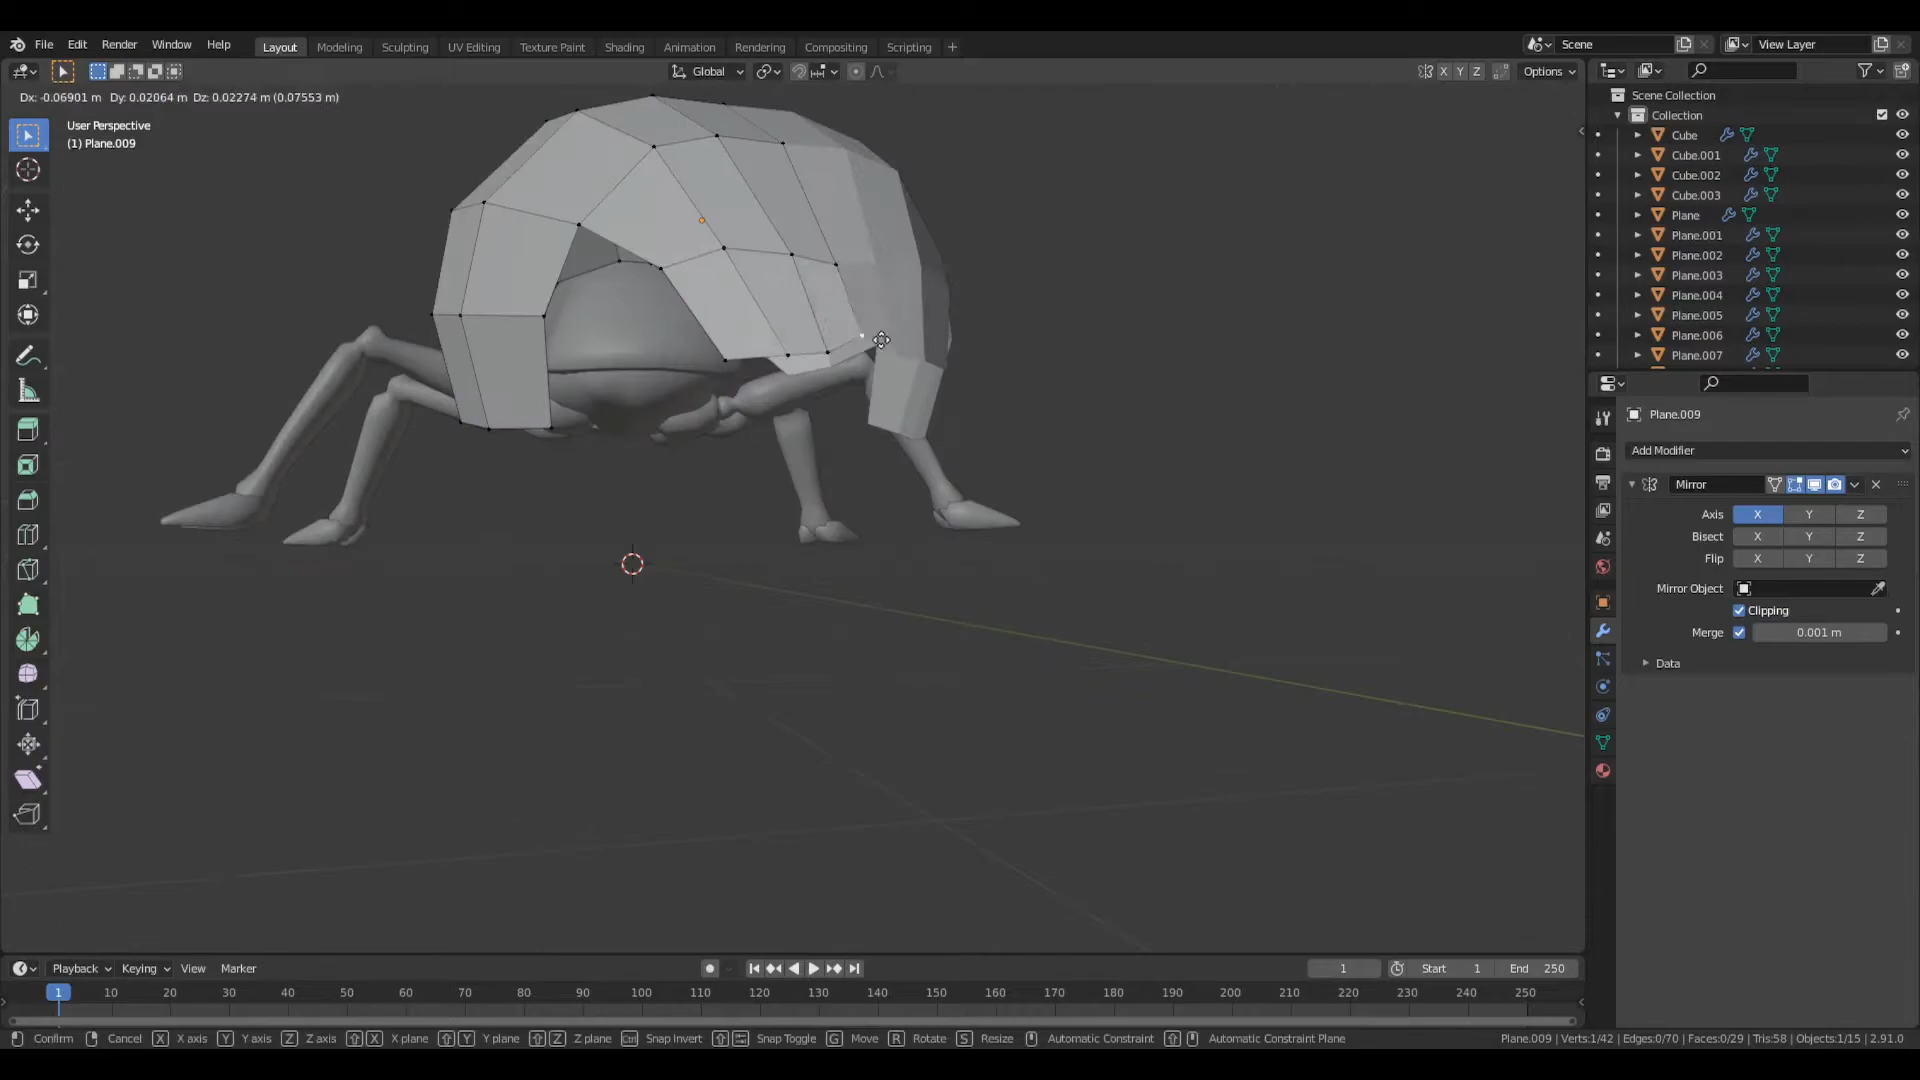 File Edit Render Window Help Layout Modeling Sculpting UV Editing Texture Paint Shading Animation Rendering Compositing Scripting + Scene View Layer
Global X Y Z Options
Dx: -0.06901 m Dy: 0.02064 m Dz: 0.02274 m (0.07553 m)
User Perspective
(1) Plane.009
Scene Collection
Collection
Cube
Cube.001
Cube.002
Cube.003
Plane
Plane.001
Plane.002
Plane.003
Plane.004
Plane.005
Plane.006
Plane.007
Plane.009
Add Modifier
Mirror
Axis X Y Z
Bisect X Y Z
Flip X Y Z
Mirror Object
Clipping
Merge 0.001 m
Data
Playback Keying View Marker 1 Start 1 End 250
1 10 20 30 40 50 60 70 80 90 100 110 120 130 140 150 160 170 180 190 200 210 220 230 240 250
Confirm Cancel X X axis Y Y axis Z Z axis X X plane Y Y plane Z Z plane Ctrl Snap Invert Snap Toggle G Move R Rotate S Resize Automatic Constraint Automatic Constraint Plane Plane.009 | Verts:1/42 | Edges:0/70 | Faces:0/29 | Tris:58 | Objects:1/15 | 2.91.0